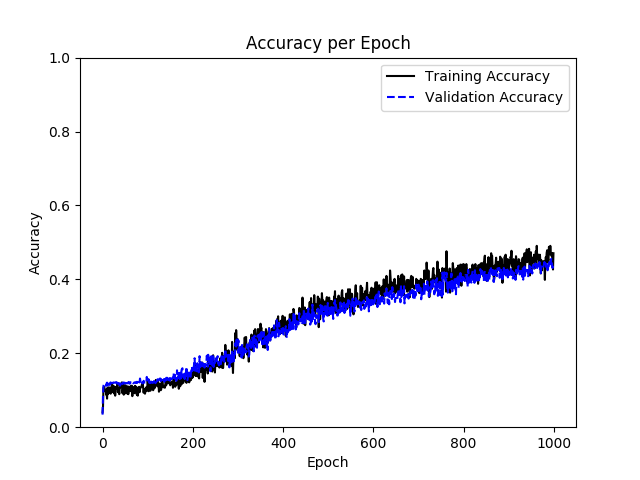 Accuracy per Epoch
1.0
0.8
0.6
0.4
0.2
0.0
Accuracy
Training Accuracy
Validation Accuracy
0 200 400 600 800 1000
Epoch